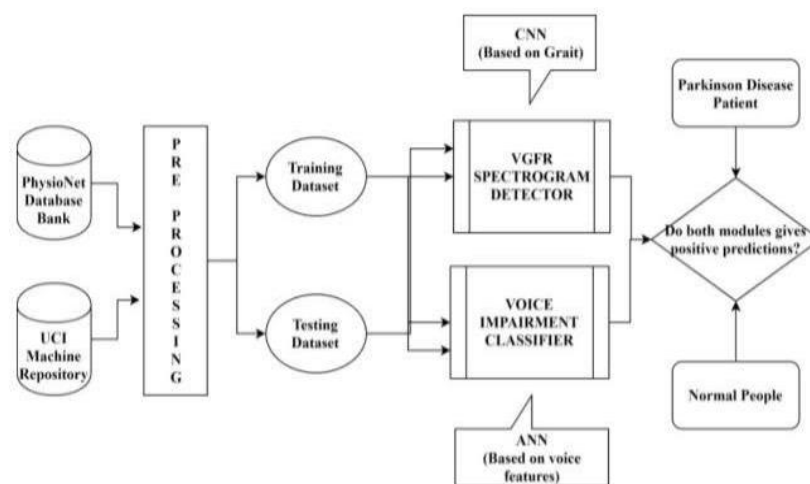 CNN
(Based on Grait)
Parkinson Disease
Patient
PhysioNet
Database
Bank
UCI
Machine
Repository
P
R
E
P
R
O
C
E
S
S
I
N
G
Training
Dataset
Testing
Dataset
VGFR
SPECTROGRAM
DETECTOR
VOICE
IMPAIRMENT
CLASSIFIER
Do both modules gives
positive predictions?
Normal People
ANN
(Based on voice
features)